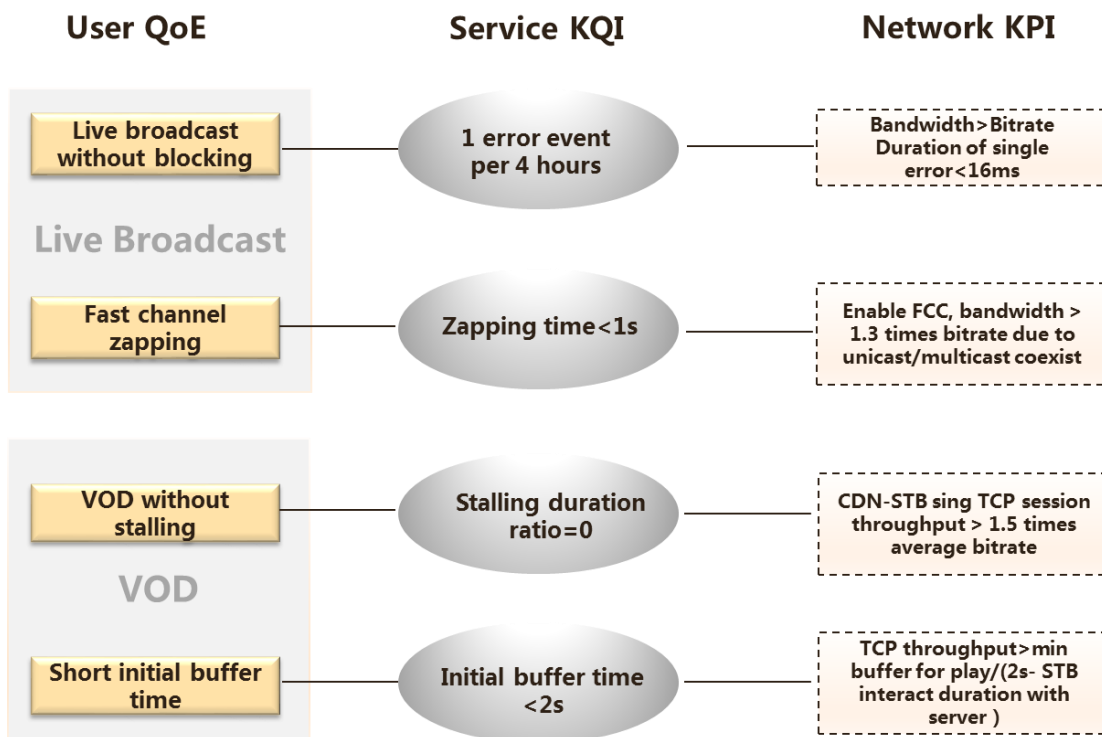 User QoE
Service KQI
Network KPI
Live broadcast
without blocking
1 error event
per 4 hours
Bandwidth>Bitrate
Duration of single
error<16ms
Live Broadcast
Fast channel
zapping
Zapping time<1s
Enable FCC, bandwidth >
1.3 times bitrate due to
unicast/multicast coexist
VOD without
stalling
Stalling duration
ratio=0
CDN-STB sing TCP session
throughput > 1.5 times
average bitrate
VOD
Short initial buffer
time
Initial buffer time
<2s
TCP throughput>min
buffer for play/(2s- STB
interact duration with
server )